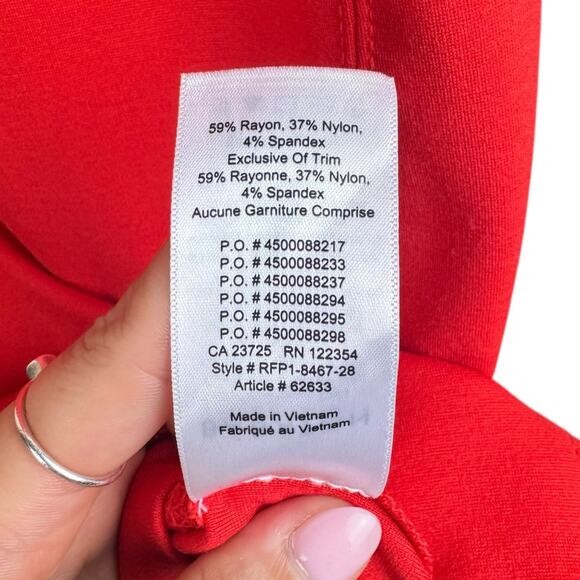 59% Rayon, 37% Nylon,
4% Spandex
Exclusive Of Trim
59% Rayonne, 37% Nylon,
4% Spandex
Aucune Garniture Comprise
P.O. # 4500088217
P.O. # 4500088233
P.O. # 4500088237
P.O. # 4500088294
P.O. # 4500088295
P.O. # 4500088298
CA 23725 RN 122354
Style # RFP1-8467-28
Article # 62633
Made in Vietnam
Fabriqué au Vietnam